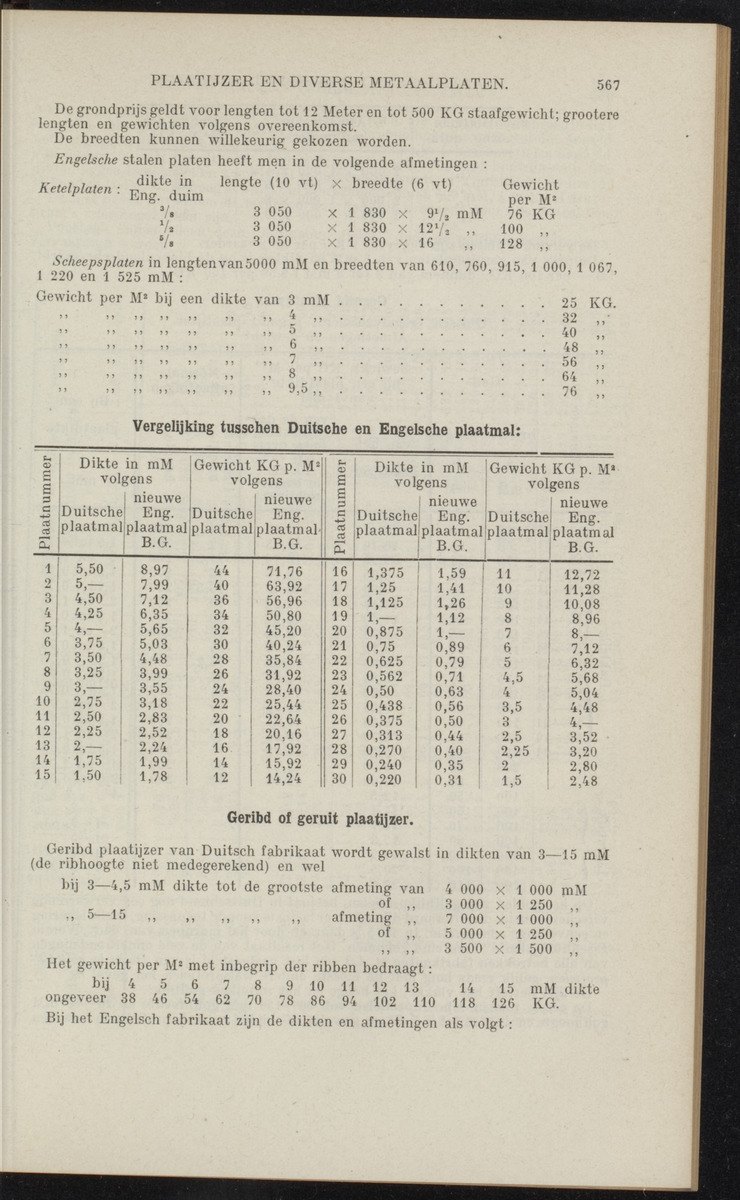 PLAATIJZER EN DIVERSE METAALPLATEN. 567
De grondprijs geldt voor lengten tot 12 Meter en tot 500 KG staafgewicht; grootere
lengten en gewichten volgens overeenkomst.
De breedten kunnen willekeurig gekozen worden.
Engelsche stalen platen heeft men in de volgende afmetingen :
Ketelplaten : dikte in Eng. duim lengte (10 vt) × breedte (6 vt) Gewicht per M²
³/₈ 3 050 × 1 830 × 9¹/₂ mM 76 KG
¹/₂ 3 050 × 1 830 × 12¹/₂ ,, 100 ,,
⁵/₈ 3 050 × 1 830 × 16 ,, 128 ,,
Scheepsplaten in lengten van 5000 mM en breedten van 610, 760, 915, 1 000, 1 067,
1 220 en 1 525 mM :
Gewicht per M² bij een dikte van 3 mM . . . . . . . . . . . 25 KG.
,, ,, ,, ,, ,, ,, ,, 4 ,, . . . . . . . . . . . 32 ,,
,, ,, ,, ,, ,, ,, ,, 5 ,, . . . . . . . . . . . 40 ,,
,, ,, ,, ,, ,, ,, ,, 6 ,, . . . . . . . . . . . 48 ,,
,, ,, ,, ,, ,, ,, ,, 7 ,, . . . . . . . . . . . 56 ,,
,, ,, ,, ,, ,, ,, ,, 8 ,, . . . . . . . . . . . 64 ,,
,, ,, ,, ,, ,, ,, ,, 9,5 ,, . . . . . . . . . . . 76 ,,
Vergelijking tusschen Duitsche en Engelsche plaatmal:
Plaatnummer Dikte in mM volgens Gewicht KG p. M² volgens Plaatnummer Dikte in mM volgens Gewicht KG p. M² volgens
Duitsche plaatmal nieuwe Eng. plaatmal B.G. Duitsche plaatmal nieuwe Eng. plaatmal B.G. Duitsche plaatmal nieuwe Eng. plaatmal B.G. Duitsche plaatmal nieuwe Eng. plaatmal B.G.
1 5,50 8,97 44 71,76 16 1,375 1,59 11 12,72
2 5,— 7,99 40 63,92 17 1,25 1,41 10 11,28
3 4,50 7,12 36 56,96 18 1,125 1,26 9 10,08
4 4,25 6,35 34 50,80 19 1,— 1,12 8 8,96
5 4,— 5,65 32 45,20 20 0,875 1,— 7 8,—
6 3,75 5,03 30 40,24 21 0,75 0,89 6 7,12
7 3,50 4,48 28 35,84 22 0,625 0,79 5 6,32
8 3,25 3,99 26 31,92 23 0,562 0,71 4,5 5,68
9 3,— 3,55 24 28,40 24 0,50 0,63 4 5,04
10 2,75 3,18 22 25,44 25 0,438 0,56 3,5 4,48
11 2,50 2,83 20 22,64 26 0,375 0,50 3 4,—
12 2,25 2,52 18 20,16 27 0,313 0,44 2,5 3,52
13 2,— 2,24 16 17,92 28 0,270 0,40 2,25 3,20
14 1,75 1,99 14 15,92 29 0,240 0,35 2 2,80
15 1,50 1,78 12 14,24 30 0,220 0,31 1,5 2,48
Geribd of geruit plaatijzer.
Geribd plaatijzer van Duitsch fabrikaat wordt gewalst in dikten van 3—15 mM
(de ribhoogte niet medegerekend) en wel
bij 3—4,5 mM dikte tot de grootste afmeting van 4 000 × 1 000 mM
of ,, 3 000 × 1 250 ,,
,, 5—15 ,, ,, ,, ,, ,, afmeting ,, 7 000 × 1 000 ,,
of ,, 5 000 × 1 250 ,,
,, ,, 3 500 × 1 500 ,,
Het gewicht per M² met inbegrip der ribben bedraagt :
bij 4 5 6 7 8 9 10 11 12 13 14 15 mM dikte
ongeveer 38 46 54 62 70 78 86 94 102 110 118 126 KG.
Bij het Engelsch fabrikaat zijn de dikten en afmetingen als volgt :